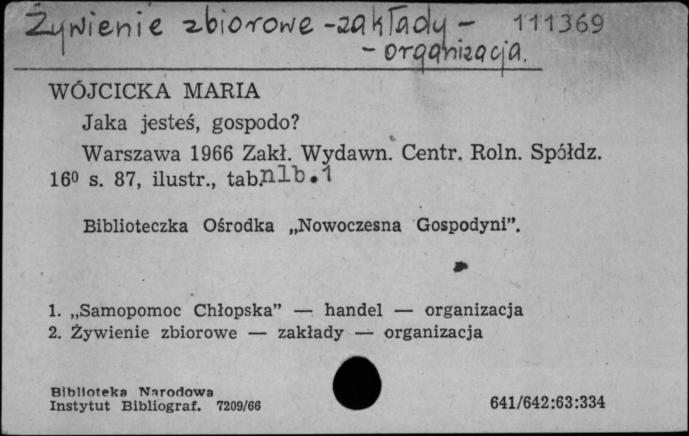 Żywienie zbiorowe - zakłady - 111369
- organizacja.
WÓJCICKA MARIA
Jaka jesteś, gospodo?
Warszawa 1966 Zakł. Wydawn. Centr. Roln. Spółdz.
16⁰ s. 87, ilustr., tab.nlb.1
Biblioteczka Ośrodka „Nowoczesna Gospodyni”.
1. „Samopomoc Chłopska” — handel — organizacja
2. Żywienie zbiorowe — zakłady — organizacja
Biblioteka Narodowa
Instytut Bibliograf. 7209/66 641/642:63:334